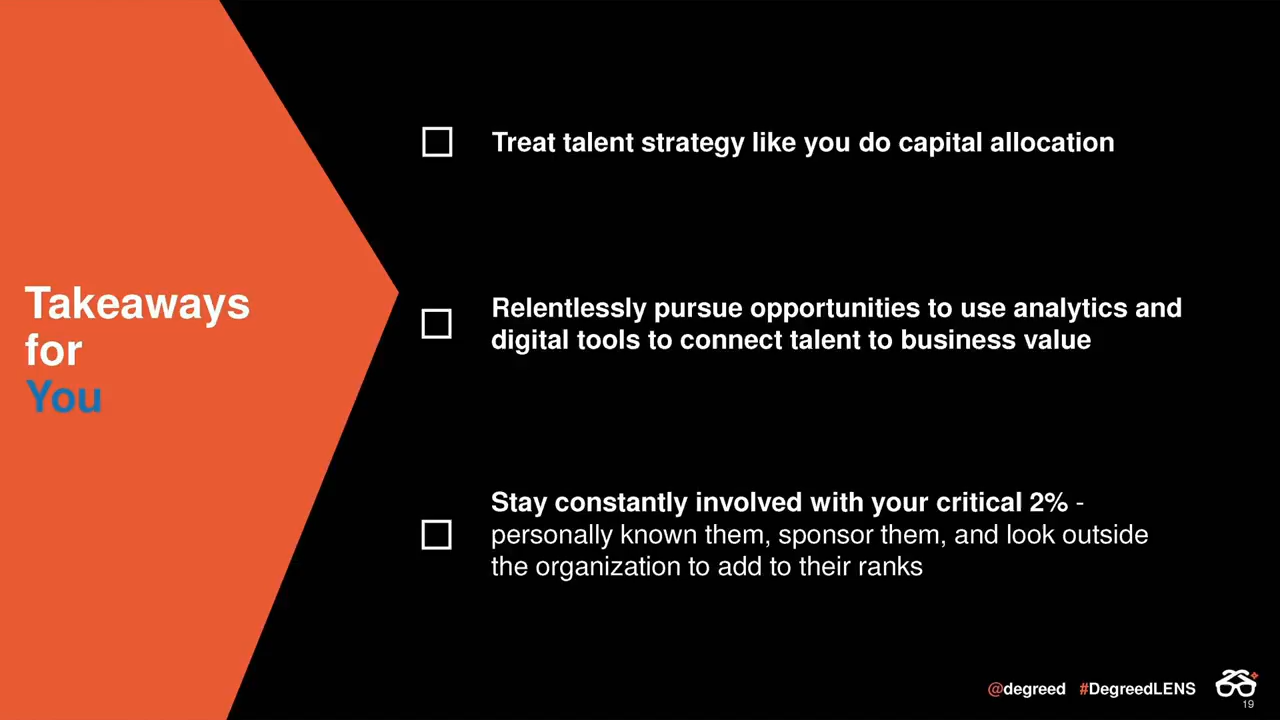 Takeaways
for
You
Treat talent strategy like you do capital allocation
Relentlessly pursue opportunities to use analytics and
digital tools to connect talent to business value
Stay constantly involved with your critical 2% -
personally known them, sponsor them, and look outside
the organization to add to their ranks
@degreed #DegreedLENS
19